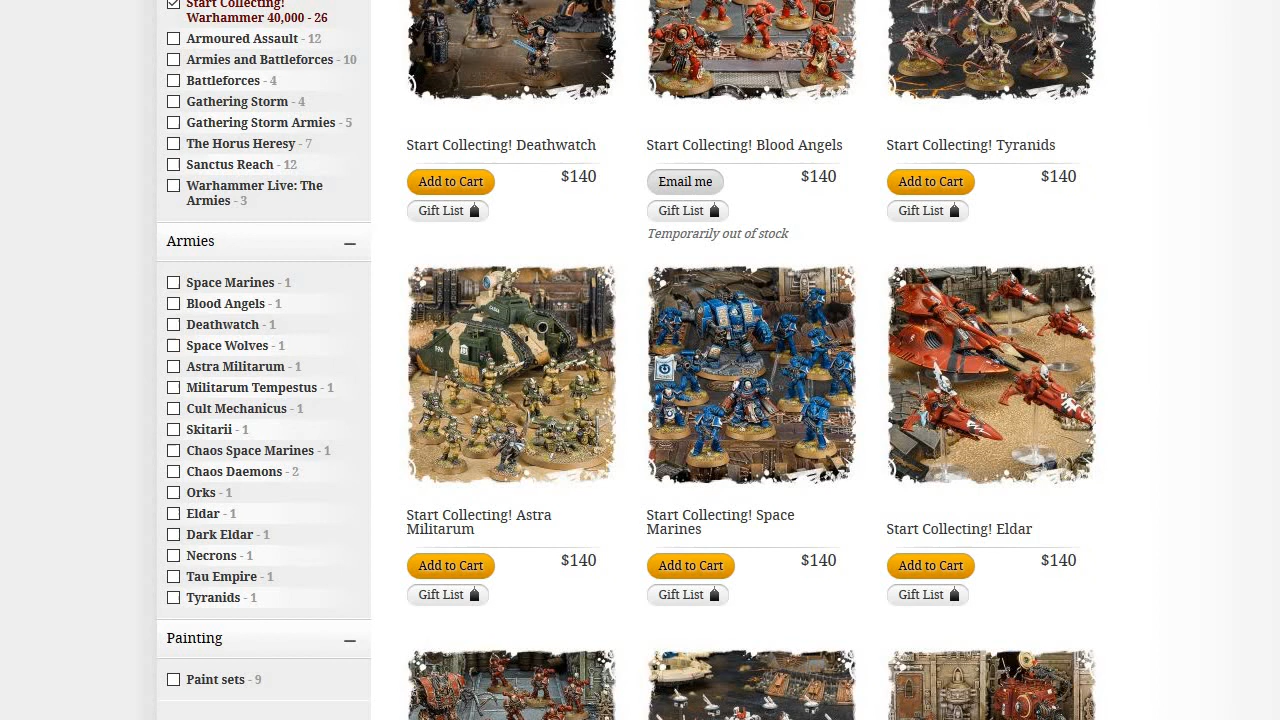 Start Collecting!
Warhammer 40,000 - 26
Armoured Assault - 12
Armies and Battleforces - 10
Battleforces - 4
Gathering Storm - 4
Gathering Storm Armies - 5
The Horus Heresy - 7
Sanctus Reach - 12
Warhammer Live: The
Armies - 3
Armies
Space Marines - 1
Blood Angels - 1
Deathwatch - 1
Space Wolves - 1
Astra Militarum - 1
Militarum Tempestus - 1
Cult Mechanicus - 1
Skitarii - 1
Chaos Space Marines - 1
Chaos Daemons - 2
Orks - 1
Eldar - 1
Dark Eldar - 1
Necrons - 1
Tau Empire - 1
Tyranids - 1
Painting
Paint sets - 9
Start Collecting! Deathwatch
Add to Cart
$140
Gift List
Start Collecting! Blood Angels
Email me
$140
Gift List
Temporarily out of stock
Start Collecting! Tyranids
Add to Cart
$140
Gift List
Start Collecting! Astra
Militarum
Add to Cart
$140
Gift List
Start Collecting! Space
Marines
Add to Cart
$140
Gift List
Start Collecting! Eldar
Add to Cart
$140
Gift List